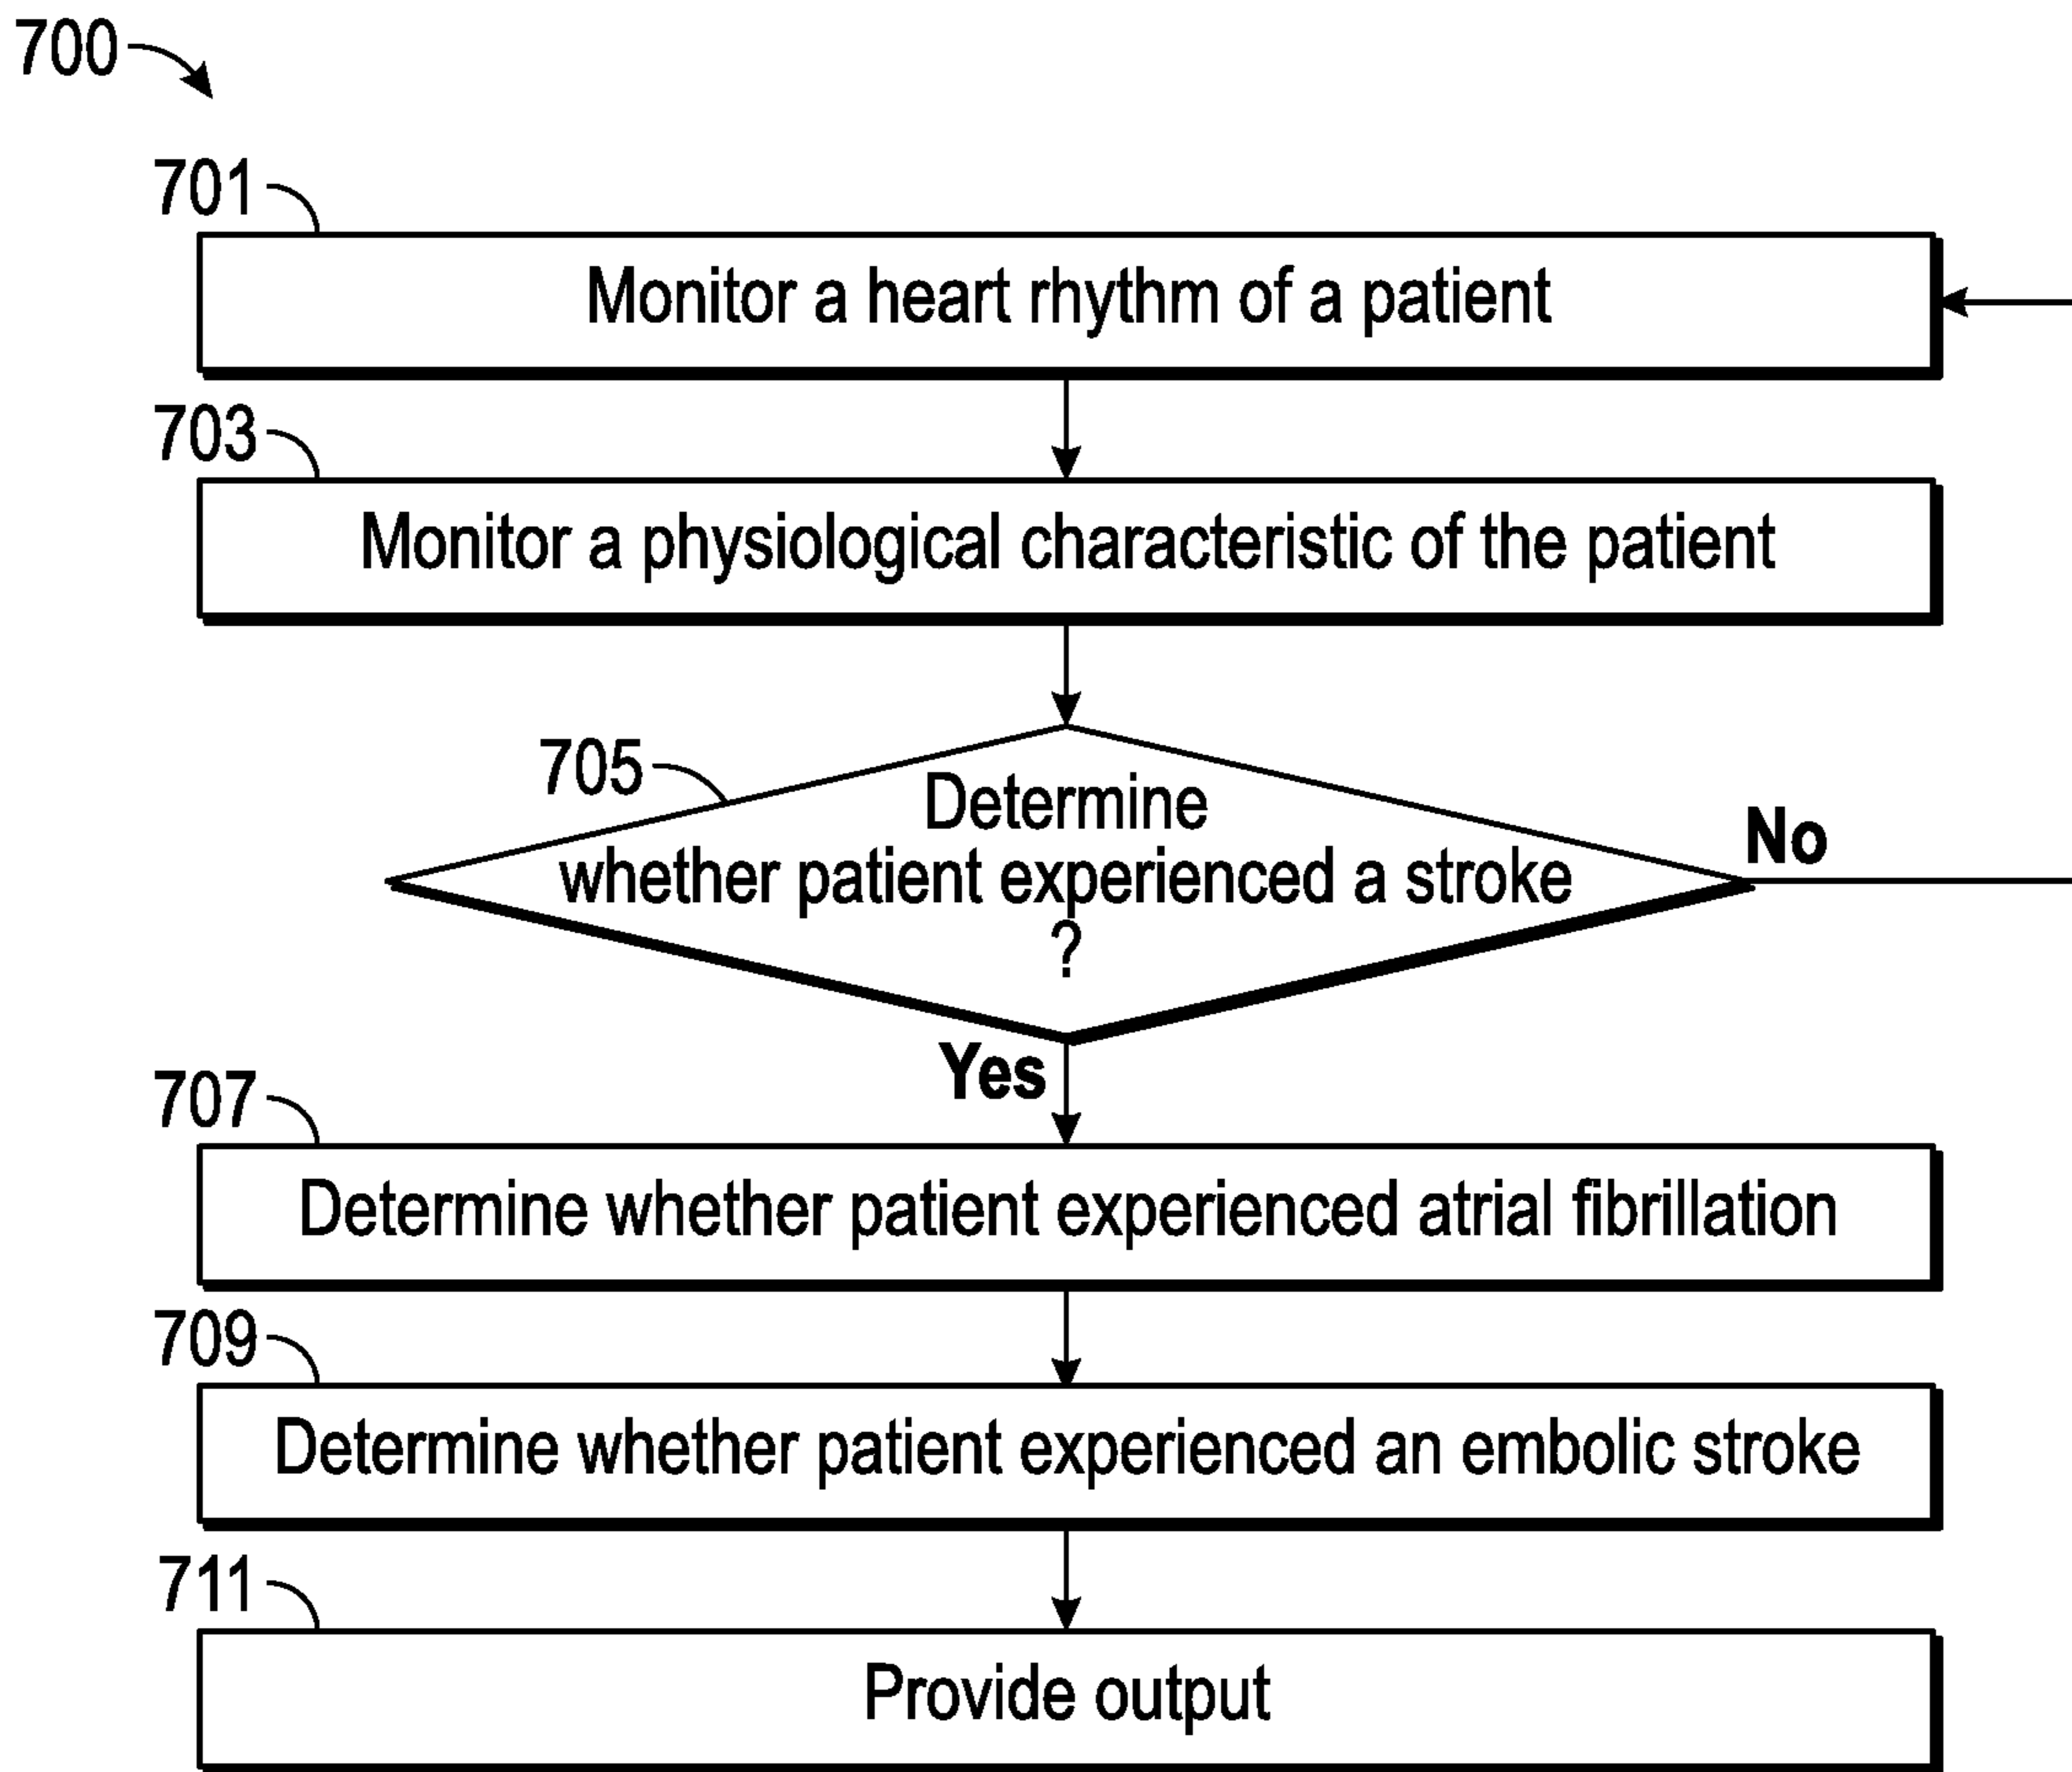 700
701
Monitor a heart rhythm of a patient
703
Monitor a physiological characteristic of the patient
705
Determine
whether patient experienced a stroke
?
No
Yes
707
Determine whether patient experienced atrial fibrillation
709
Determine whether patient experienced an embolic stroke
711
Provide output